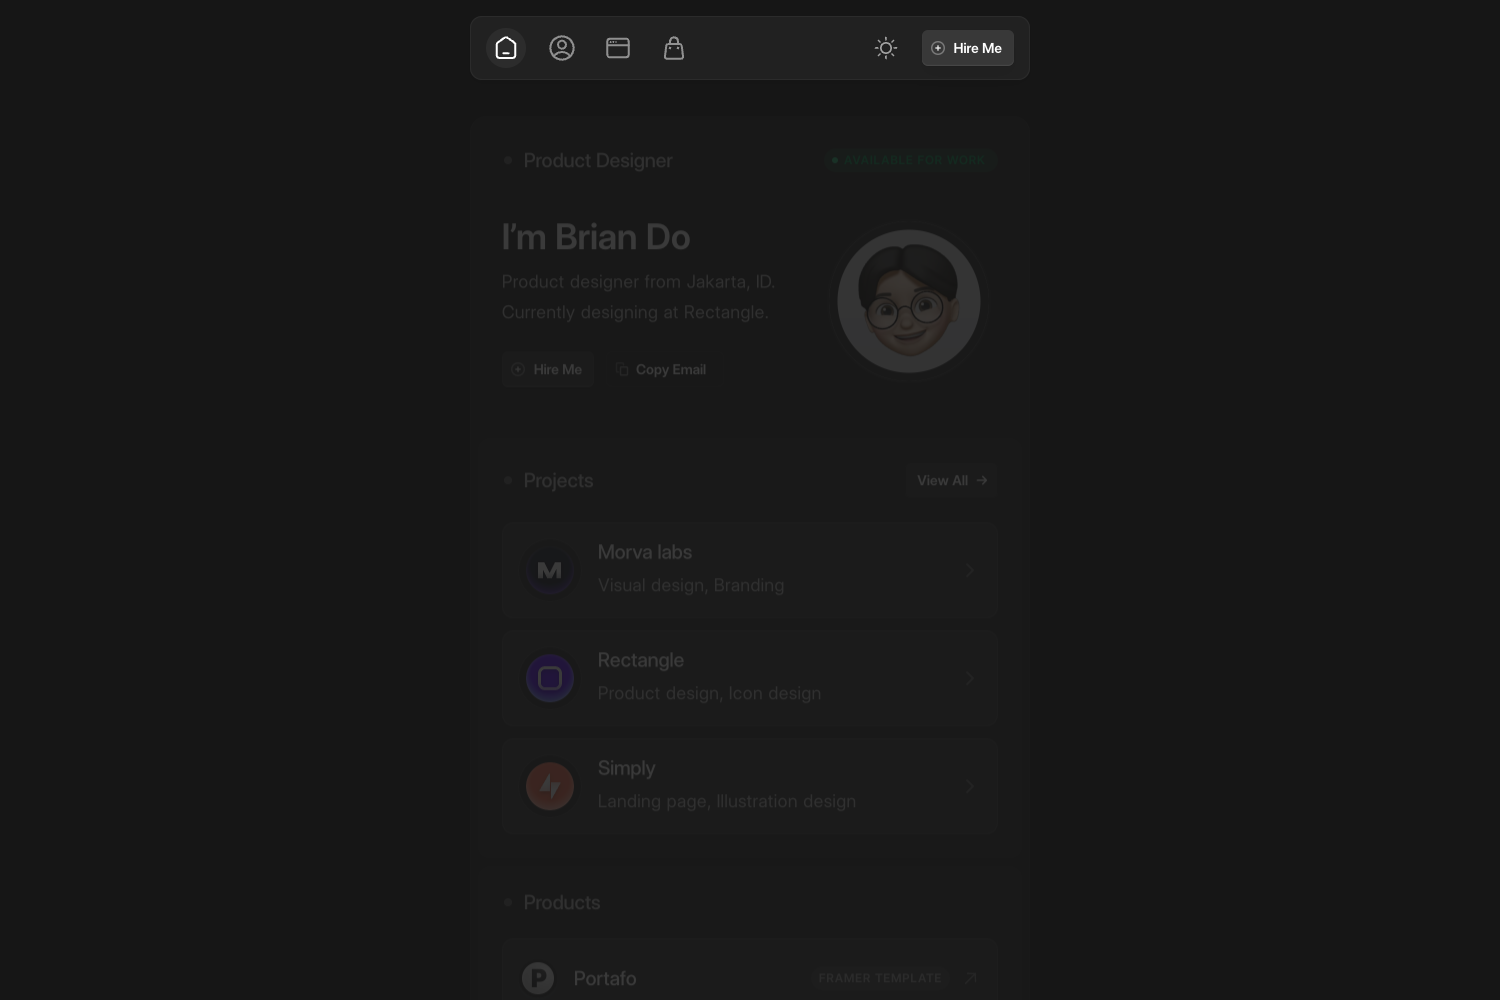 Hire Me
Product Designer
AVAILABLE FOR WORK
I'm Brian Do
Product designer from Jakarta, ID.
Currently designing at Rectangle.
Hire Me
Copy Email
Projects
View All
M
Morva labs
Visual design, Branding
Rectangle
Product design, Icon design
Simply
Landing page, Illustration design
Products
P
Portafo
FRAMER TEMPLATE